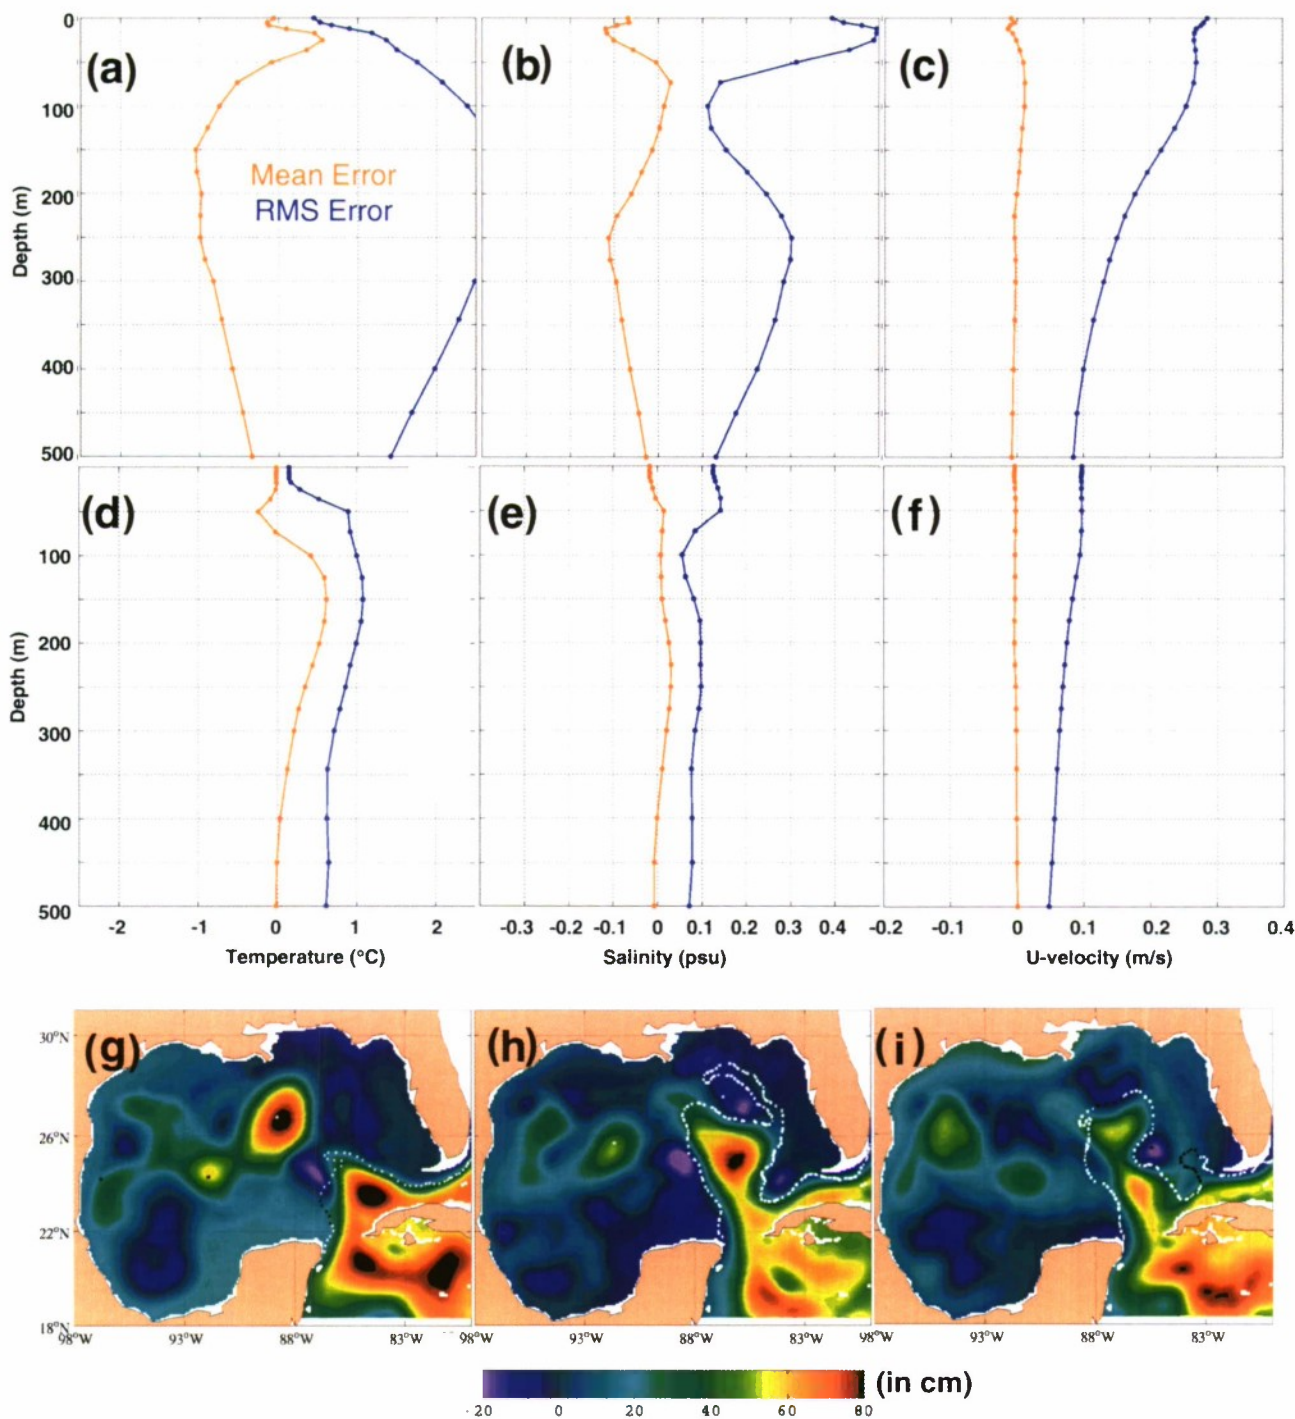 (a)
(b)
(c)
Mean Error
RMS Error
Depth (m)
0
100
200
300
400
500
(d)
(e)
(f)
Depth (m)
100
200
300
400
500
-2 -1 0 1 2
-0.3 -0.2 -0.1 0 0.1 0.2 0.3 0.4
-0.2 -0.1 0 0.1 0.2 0.3 0.4
Temperature (°C)
Salinity (psu)
U-velocity (m/s)
(g)
(h)
(i)
30°N
26°N
22°N
18°N
98°W 93°W 88°W 83°W
98°W 93°W 88°W 83°W
98°W 93°W 88°W 83°W
-20 0 20 40 60 80
(in cm)